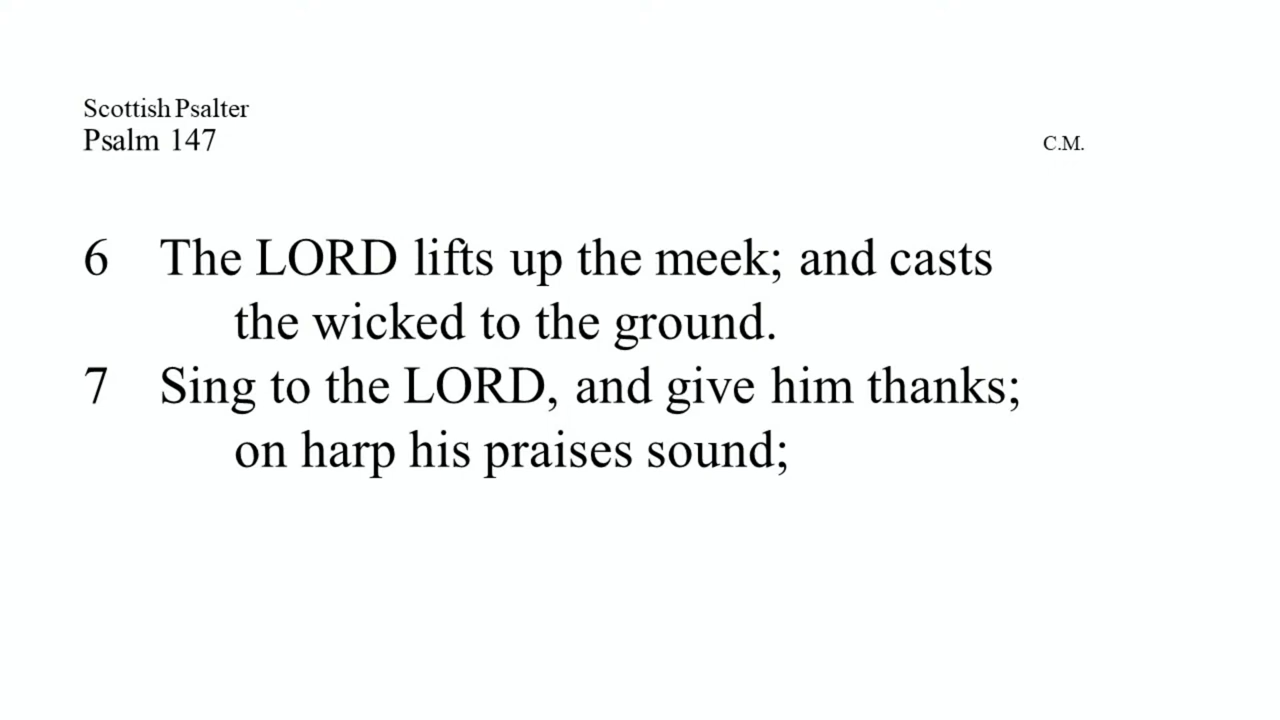 Scottish Psalter
Psalm 147
C.M.
6 The LORD lifts up the meek; and casts
the wicked to the ground.
7 Sing to the LORD, and give him thanks;
on harp his praises sound;